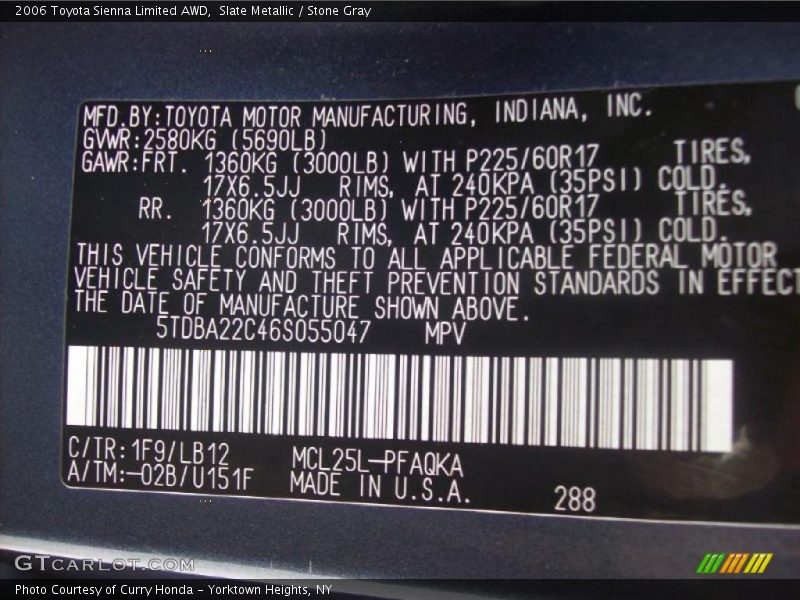 2006 Toyota Sienna Limited AWD,  Slate Metallic / Stone Gray
MFD.BY:TOYOTA MOTOR MANUFACTURING, INDIANA, INC.
GVWR:2580KG (5690LB)
GAWR:FRT. 1360KG (3000LB) WITH P225/60R17 TIRES,
17X6.5JJ RIMS, AT 240KPA (35PSI) COLD.
RR. 1360KG (3000LB) WITH P225/60R17 TIRES,
17X6.5JJ RIMS, AT 240KPA (35PSI) COLD.
THIS VEHICLE CONFORMS TO ALL APPLICABLE FEDERAL MOTOR
VEHICLE SAFETY AND THEFT PREVENTION STANDARDS IN EFFECT
THE DATE OF MANUFACTURE SHOWN ABOVE.
5TDBA22C46S055047 MPV
C/TR:1F9/LB12 MCL25L-PFAQKA
A/TM:-02B/U151F MADE IN U.S.A. 288
GTCARLOT.COM
Photo Courtesy of Curry Honda - Yorktown Heights, NY